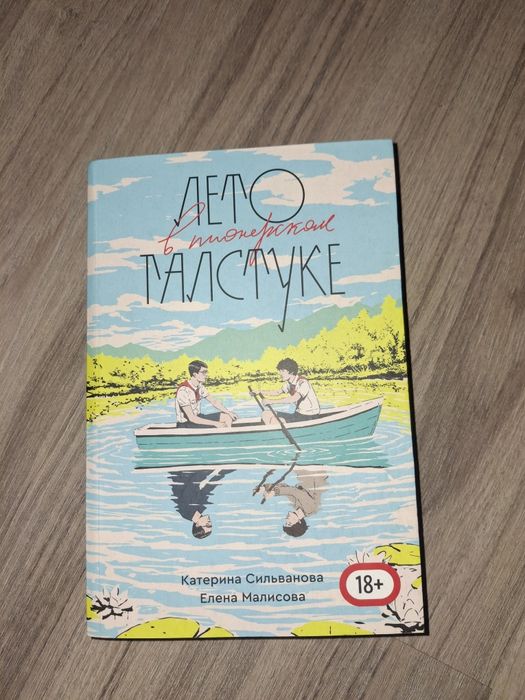 ЛЕТО
в пионерском
ГАЛСТУКЕ
Катерина Сильванова
Елена Малисова
18+